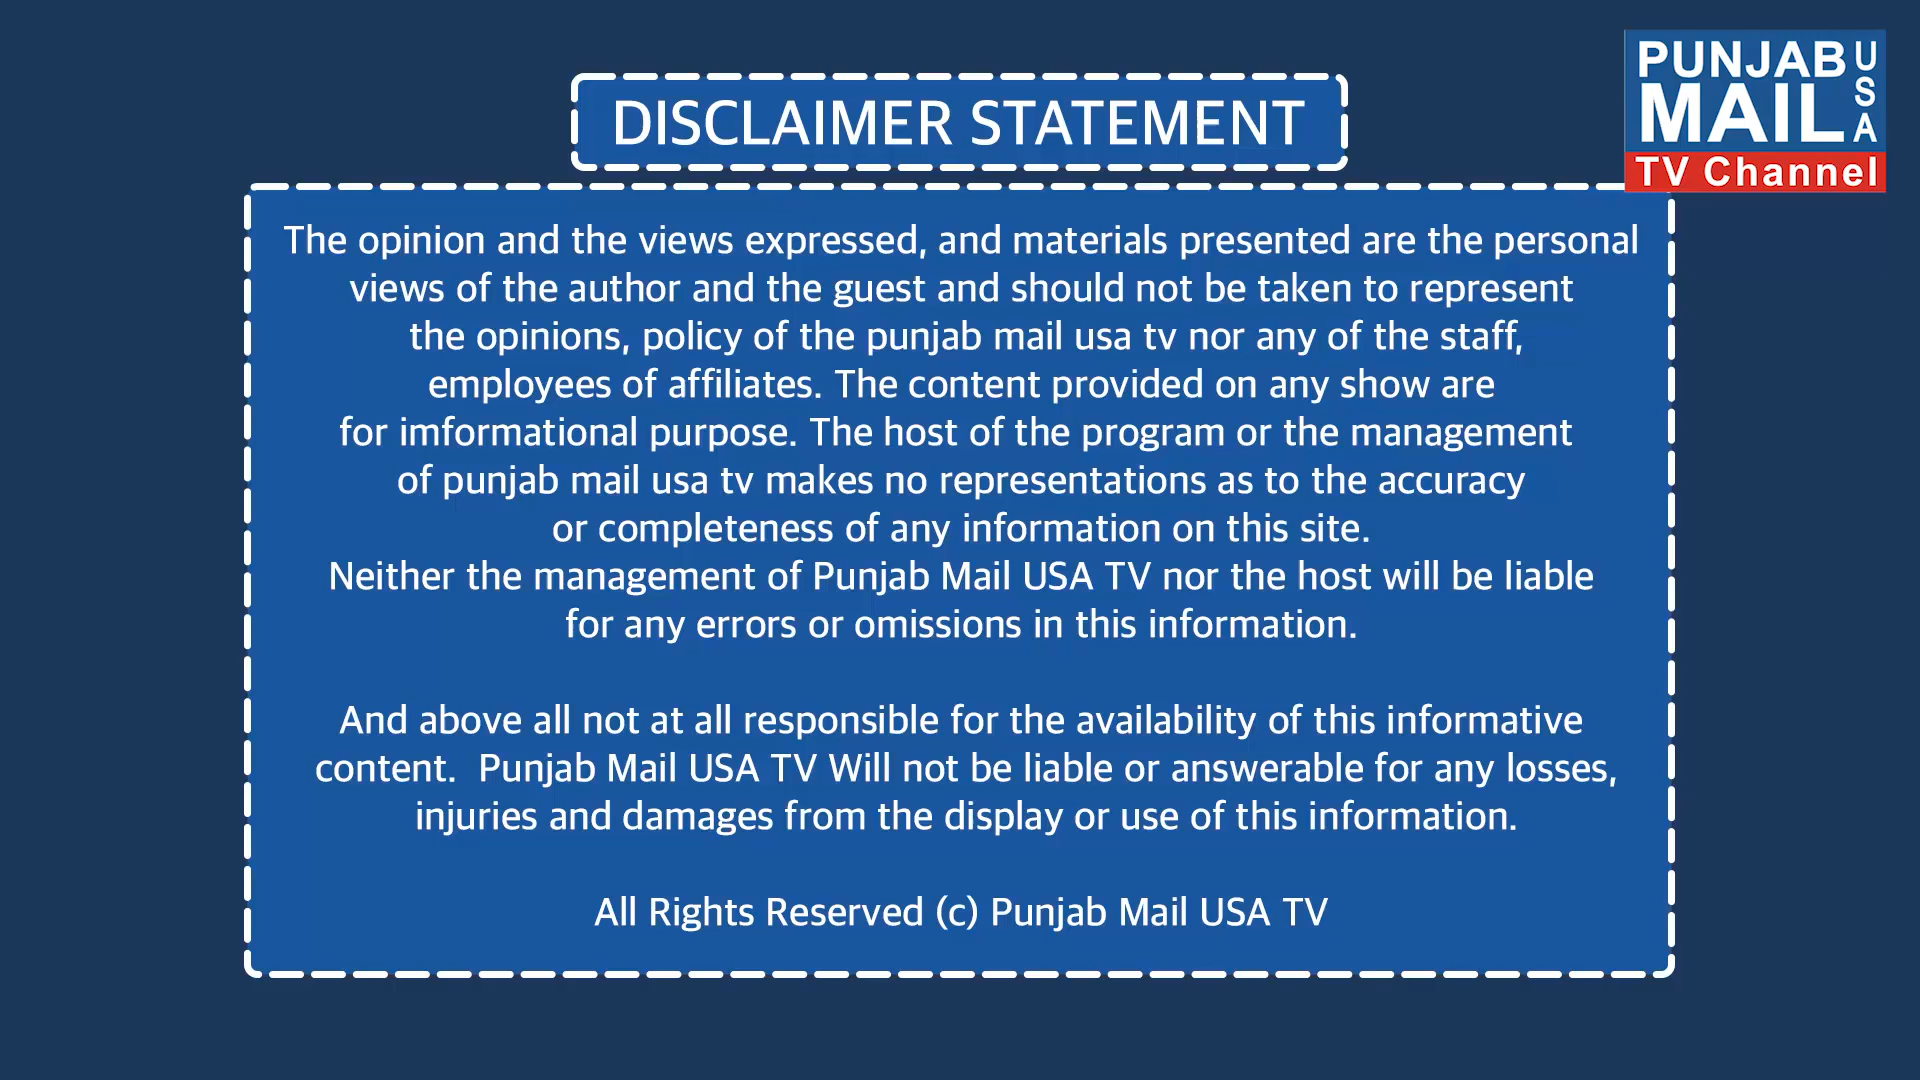 PUNJAB USA
MAIL
TV Channel
DISCLAIMER STATEMENT
The opinion and the views expressed, and materials presented are the personal
views of the author and the guest and should not be taken to represent
the opinions, policy of the punjab mail usa tv nor any of the staff,
employees of affiliates. The content provided on any show are
for imformational purpose. The host of the program or the management
of punjab mail usa tv makes no representations as to the accuracy
or completeness of any information on this site.
Neither the management of Punjab Mail USA TV nor the host will be liable
for any errors or omissions in this information.
And above all not at all responsible for the availability of this informative
content.  Punjab Mail USA TV Will not be liable or answerable for any losses,
injuries and damages from the display or use of this information.
All Rights Reserved (c) Punjab Mail USA TV